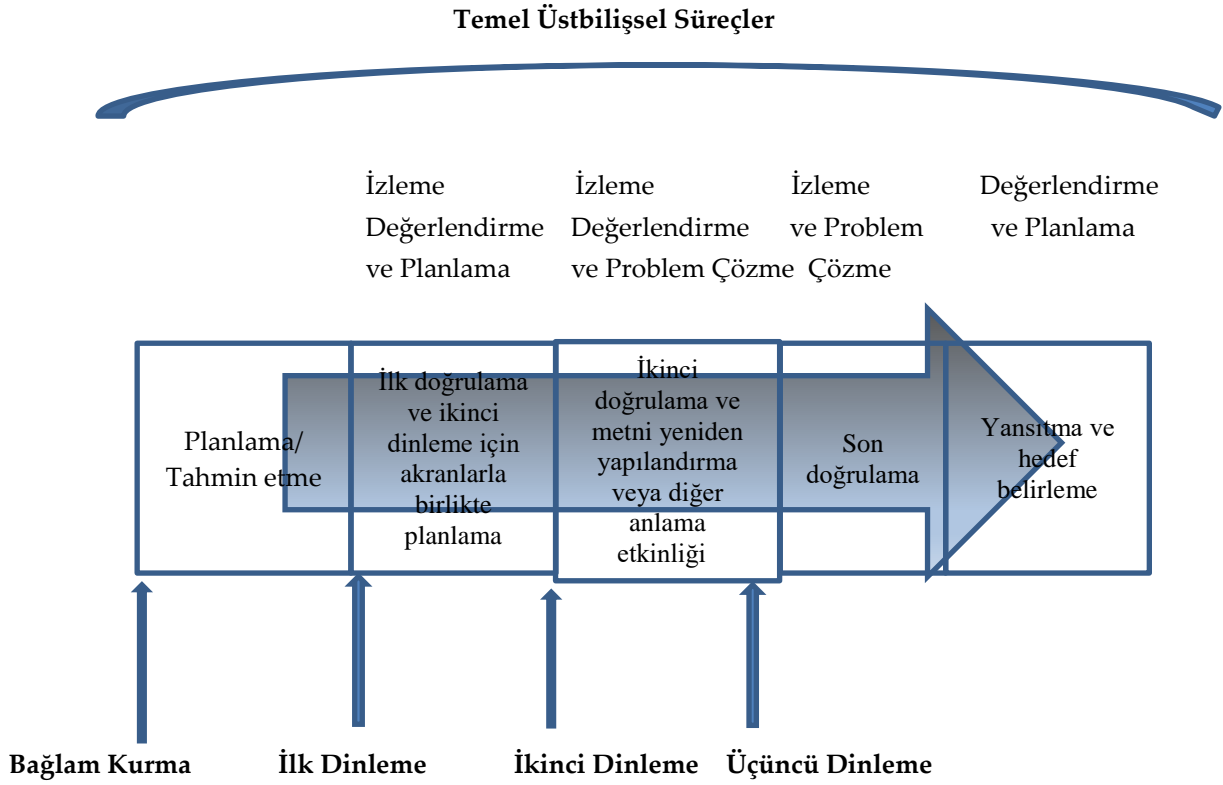 Temel Üstbilişsel Süreçler
İzleme
Değerlendirme
ve Planlama
İzleme
Değerlendirme
ve Problem Çözme
İzleme
ve Problem
Çözme
Değerlendirme
ve Planlama
Planlama/
Tahmin etme
İlk doğrulama
ve ikinci
dinleme için
akranlarla
birlikte
planlama
İkinci
doğrulama ve
metni yeniden
yapılandırma
veya diğer
anlama
etkinliği
Son
doğrulama
Yansıtma ve
hedef
belirleme
Bağlam Kurma
İlk Dinleme
İkinci Dinleme
Üçüncü Dinleme